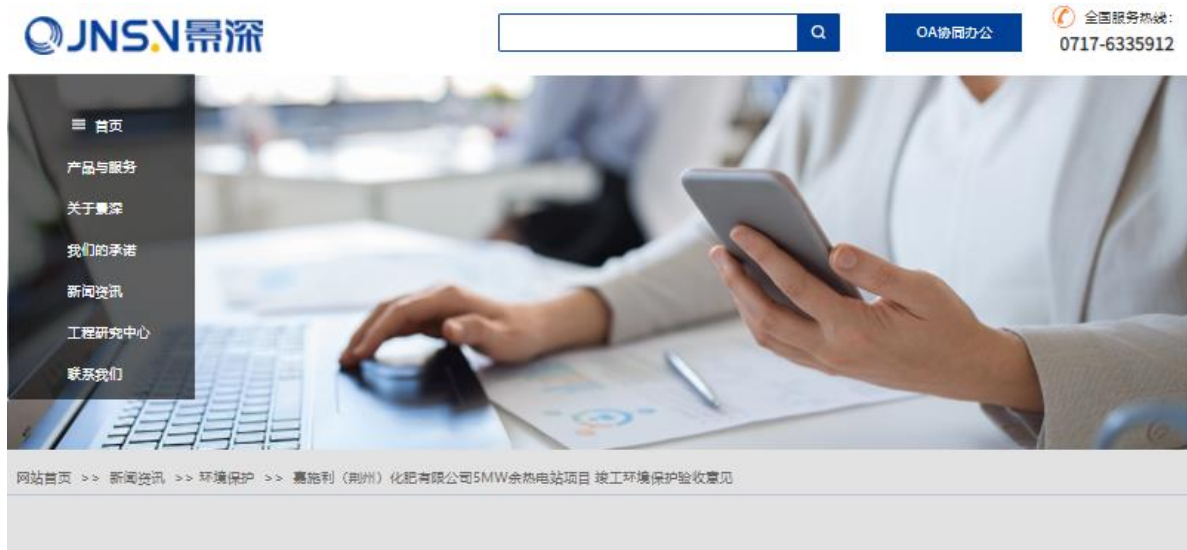 JNSN景深
OA协同办公
全国服务热线：
0717-6335912
首页
产品与服务
关于景深
我们的承诺
新闻资讯
工程研究中心
联系我们
网站首页 >> 新闻资讯 >> 环境保护 >> 嘉施利（荆州）化肥有限公司5MW余热电站项目 竣工环境保护验收意见